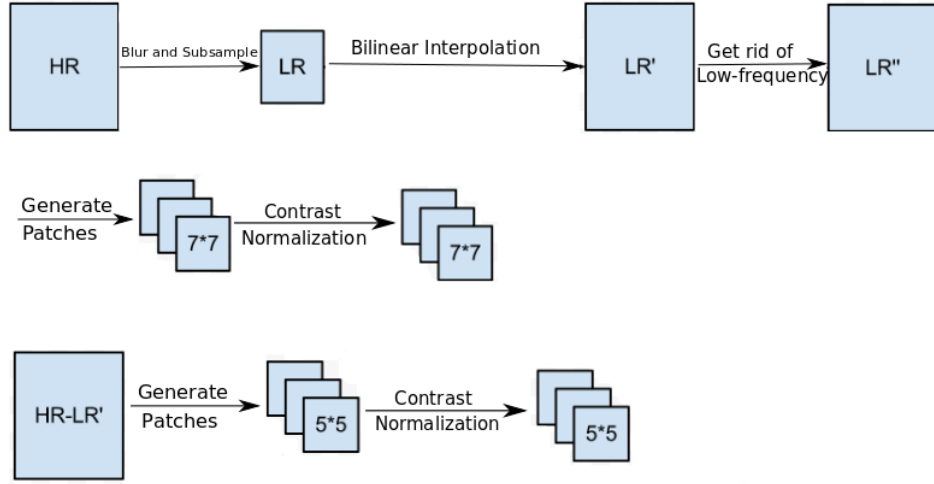 HR
Blur and Subsample
LR
Bilinear Interpolation
LR'
Get rid of
Low-frequency
LR''
Generate
Patches
7*7
Contrast
Normalization
7*7
HR-LR'
Generate
Patches
5*5
Contrast
Normalization
5*5